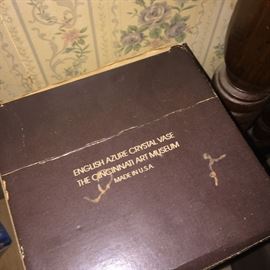 ENGLISH AZURE CRYSTAL VASE
THE CINCINNATI ART MUSEUM
MADE IN U.S.A